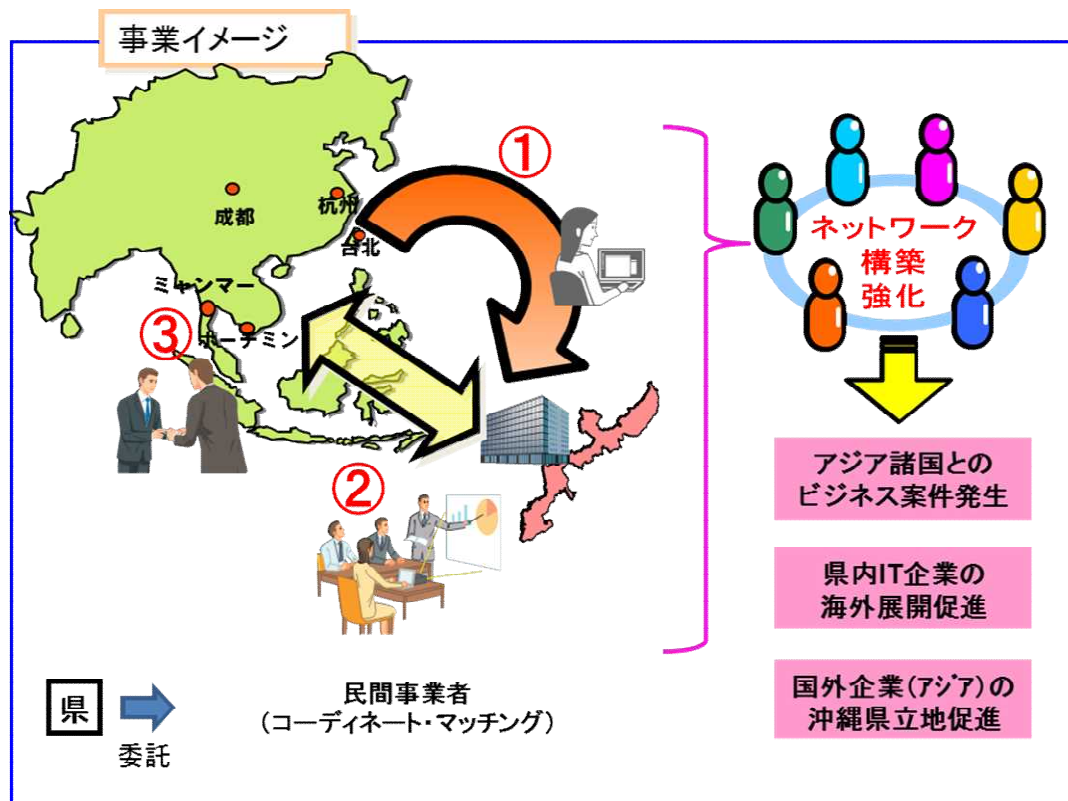 事業イメージ
①
成都
杭州
台北
ミャンマー
③
ホーチミン
②
ネットワーク
構築
強化
アジア諸国との
ビジネス案件発生
県内IT企業の
海外展開促進
国外企業(アジア)の
沖縄県立地促進
県
委託
民間事業者
(コーディネート・マッチング)